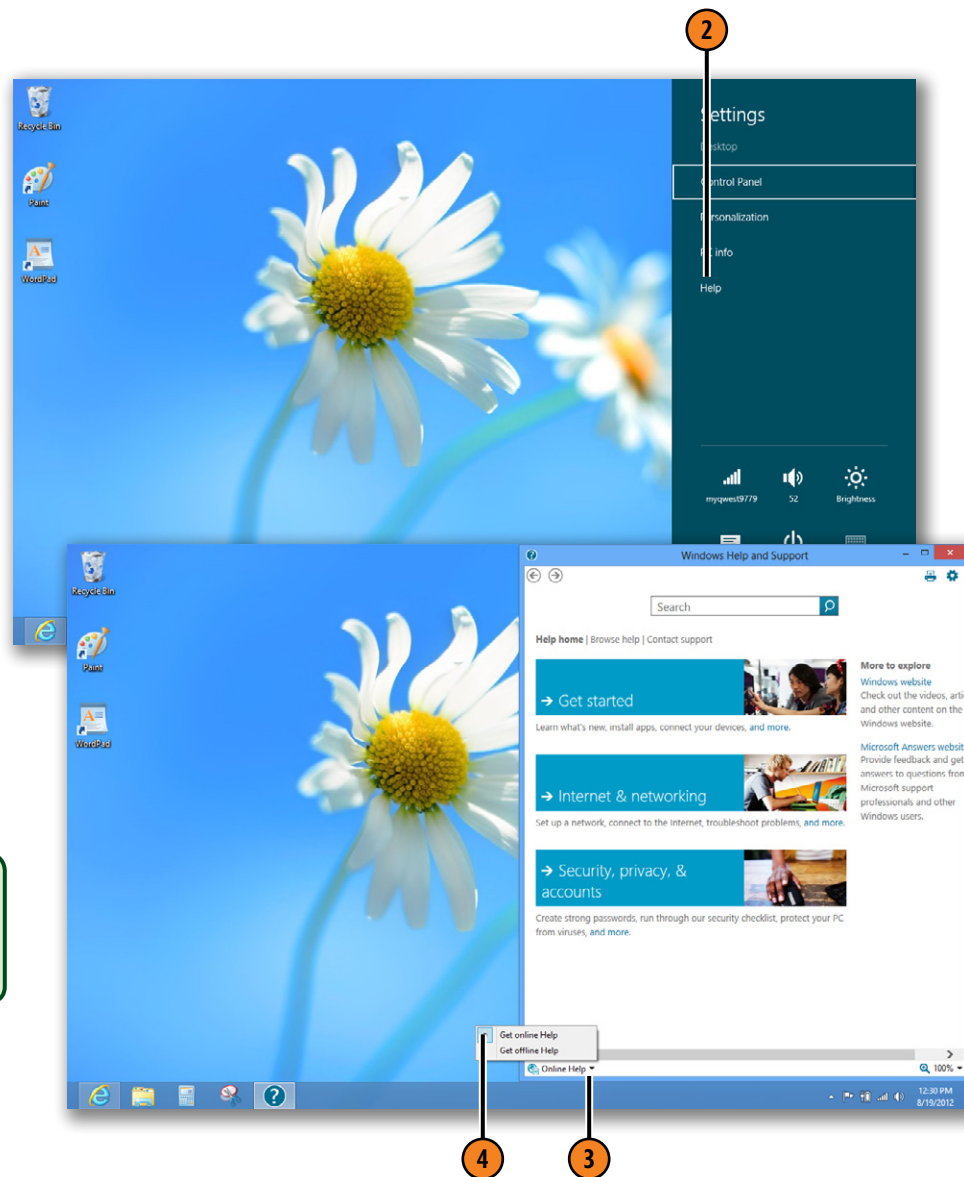 2
Recycle Bin
Paint
WordPad
Settings
Desktop
Control Panel
Personalization
PC info
Help
myqwest9779
52
Brightness
Recycle Bin
Paint
WordPad
Windows Help and Support
Search
Help home | Browse help | Contact support
→ Get started
Learn what's new, install apps, connect your devices, and more.
→ Internet & networking
Set up a network, connect to the Internet, troubleshoot problems, and more.
→ Security, privacy, &
accounts
Create strong passwords, run through our security checklist, protect your PC
from viruses, and more.
More to explore
Windows website
Check out the videos, arti
and other content on the
Windows website.
Microsoft Answers websit
Provide feedback and get
answers to questions from
Microsoft support
professionals and other
Windows users.
Get online Help
Get offline Help
Online Help
100%
12:30 PM
8/19/2012
4
3